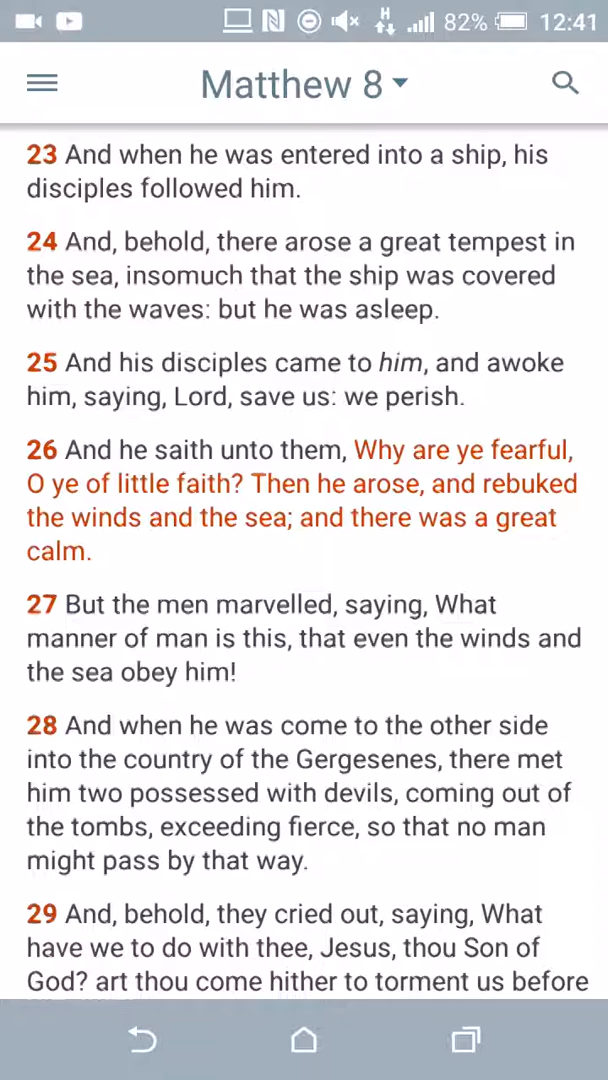 H 82% 12:41
Matthew 8
23 And when he was entered into a ship, his
disciples followed him.
24 And, behold, there arose a great tempest in
the sea, insomuch that the ship was covered
with the waves: but he was asleep.
25 And his disciples came to him, and awoke
him, saying, Lord, save us: we perish.
26 And he saith unto them, Why are ye fearful,
O ye of little faith? Then he arose, and rebuked
the winds and the sea; and there was a great
calm.
27 But the men marvelled, saying, What
manner of man is this, that even the winds and
the sea obey him!
28 And when he was come to the other side
into the country of the Gergesenes, there met
him two possessed with devils, coming out of
the tombs, exceeding fierce, so that no man
might pass by that way.
29 And, behold, they cried out, saying, What
have we to do with thee, Jesus, thou Son of
God? art thou come hither to torment us before